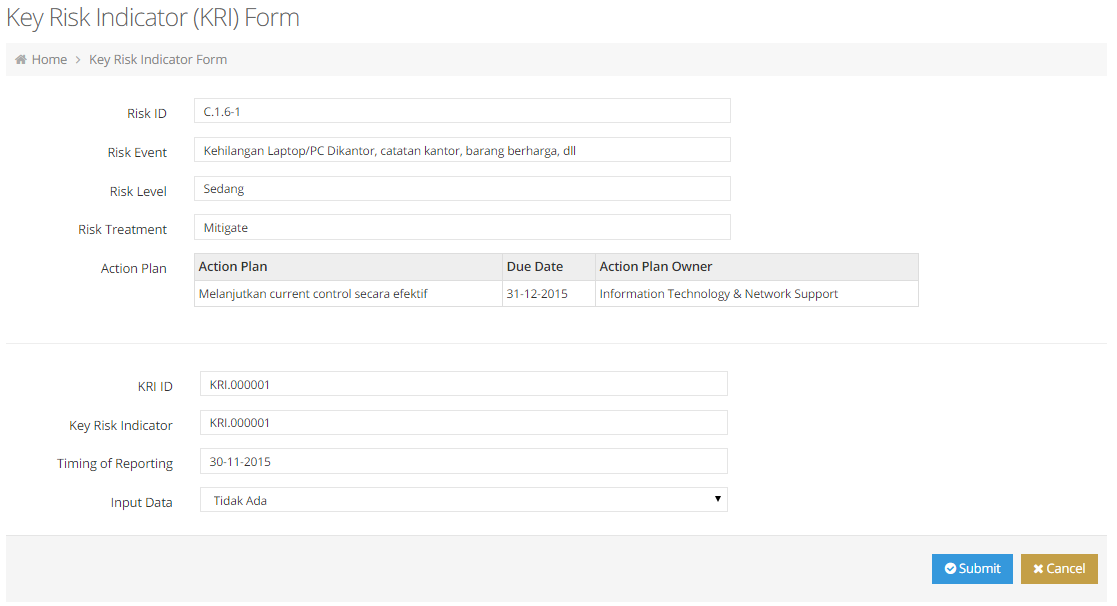 Key Risk Indicator (KRI) Form
Home > Key Risk Indicator Form
Risk ID C.1.6-1
Risk Event Kehilangan Laptop/PC Dikantor, catatan kantor, barang berharga, dll
Risk Level Sedang
Risk Treatment Mitigate
Action Plan Action Plan Due Date Action Plan Owner
Melanjutkan current control secara efektif 31-12-2015 Information Technology & Network Support
KRI ID KRI.000001
Key Risk Indicator KRI.000001
Timing of Reporting 30-11-2015
Input Data Tidak Ada
Submit Cancel